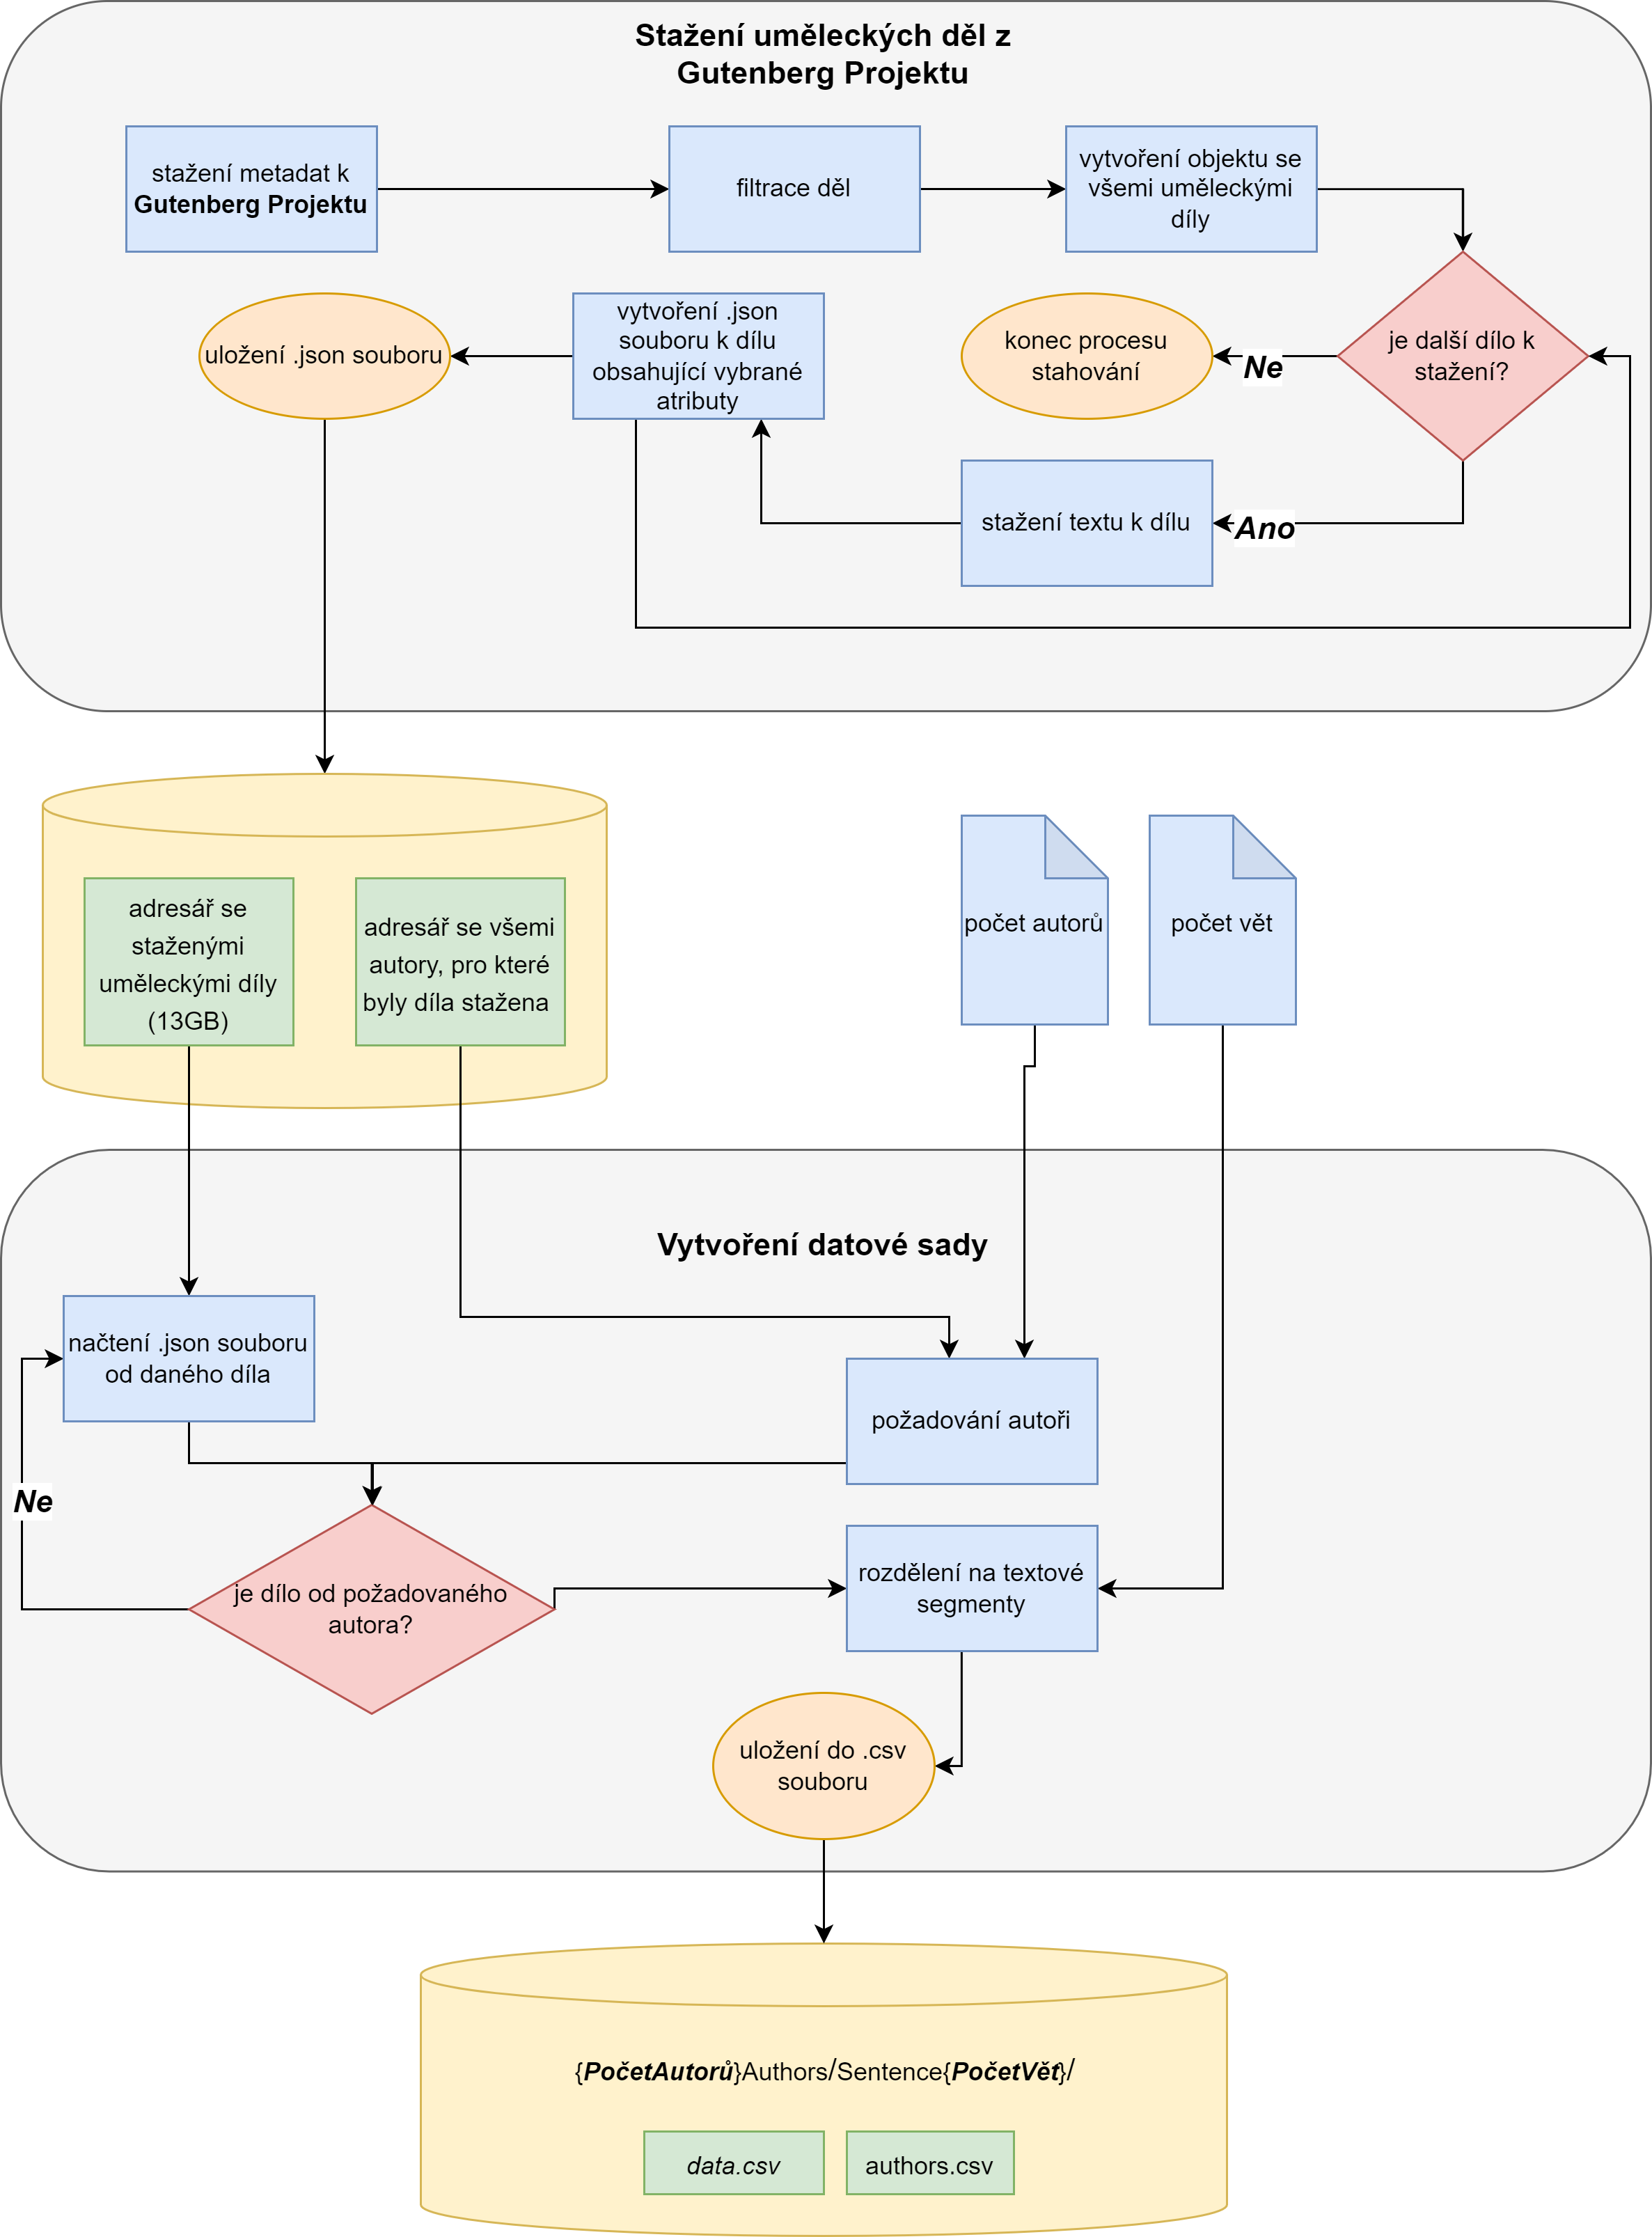 Stažení uměleckých děl z
Gutenberg Projektu
stažení metadat k
Gutenberg Projektu
filtrace děl
vytvoření objektu se
všemi uměleckými
díly
uložení .json souboru
vytvoření .json
souboru k dílu
obsahující vybrané
atributy
konec procesu
stahování
Ne
je další dílo k
stažení?
stažení textu k dílu
Ano
adresář se
staženými
uměleckými díly
(13GB)
adresář se všemi
autory, pro které
byly díla stažena
počet autorů
počet vět
Vytvoření datové sady
načtení .json souboru
od daného díla
požadování autoři
Ne
je dílo od požadovaného
autora?
rozdělení na textové
segmenty
uložení do .csv
souboru
{PočetAutorů}Authors/Sentence{PočetVět}/
data.csv
authors.csv